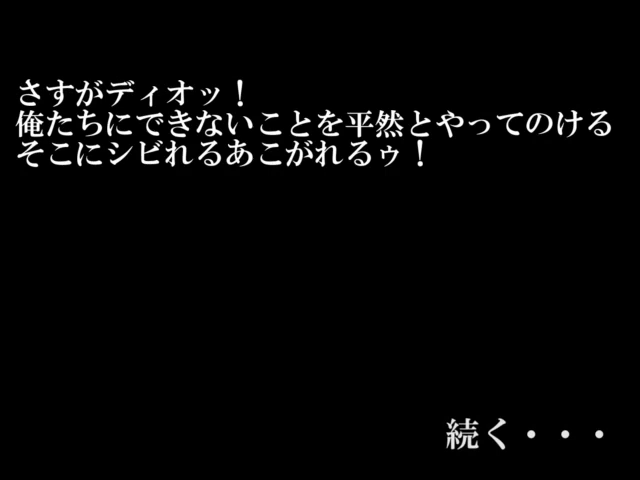 さすがディオッ！
俺たちにできないことを平然とやってのける
そこにシビれるあこがれるゥ！
続く・・・